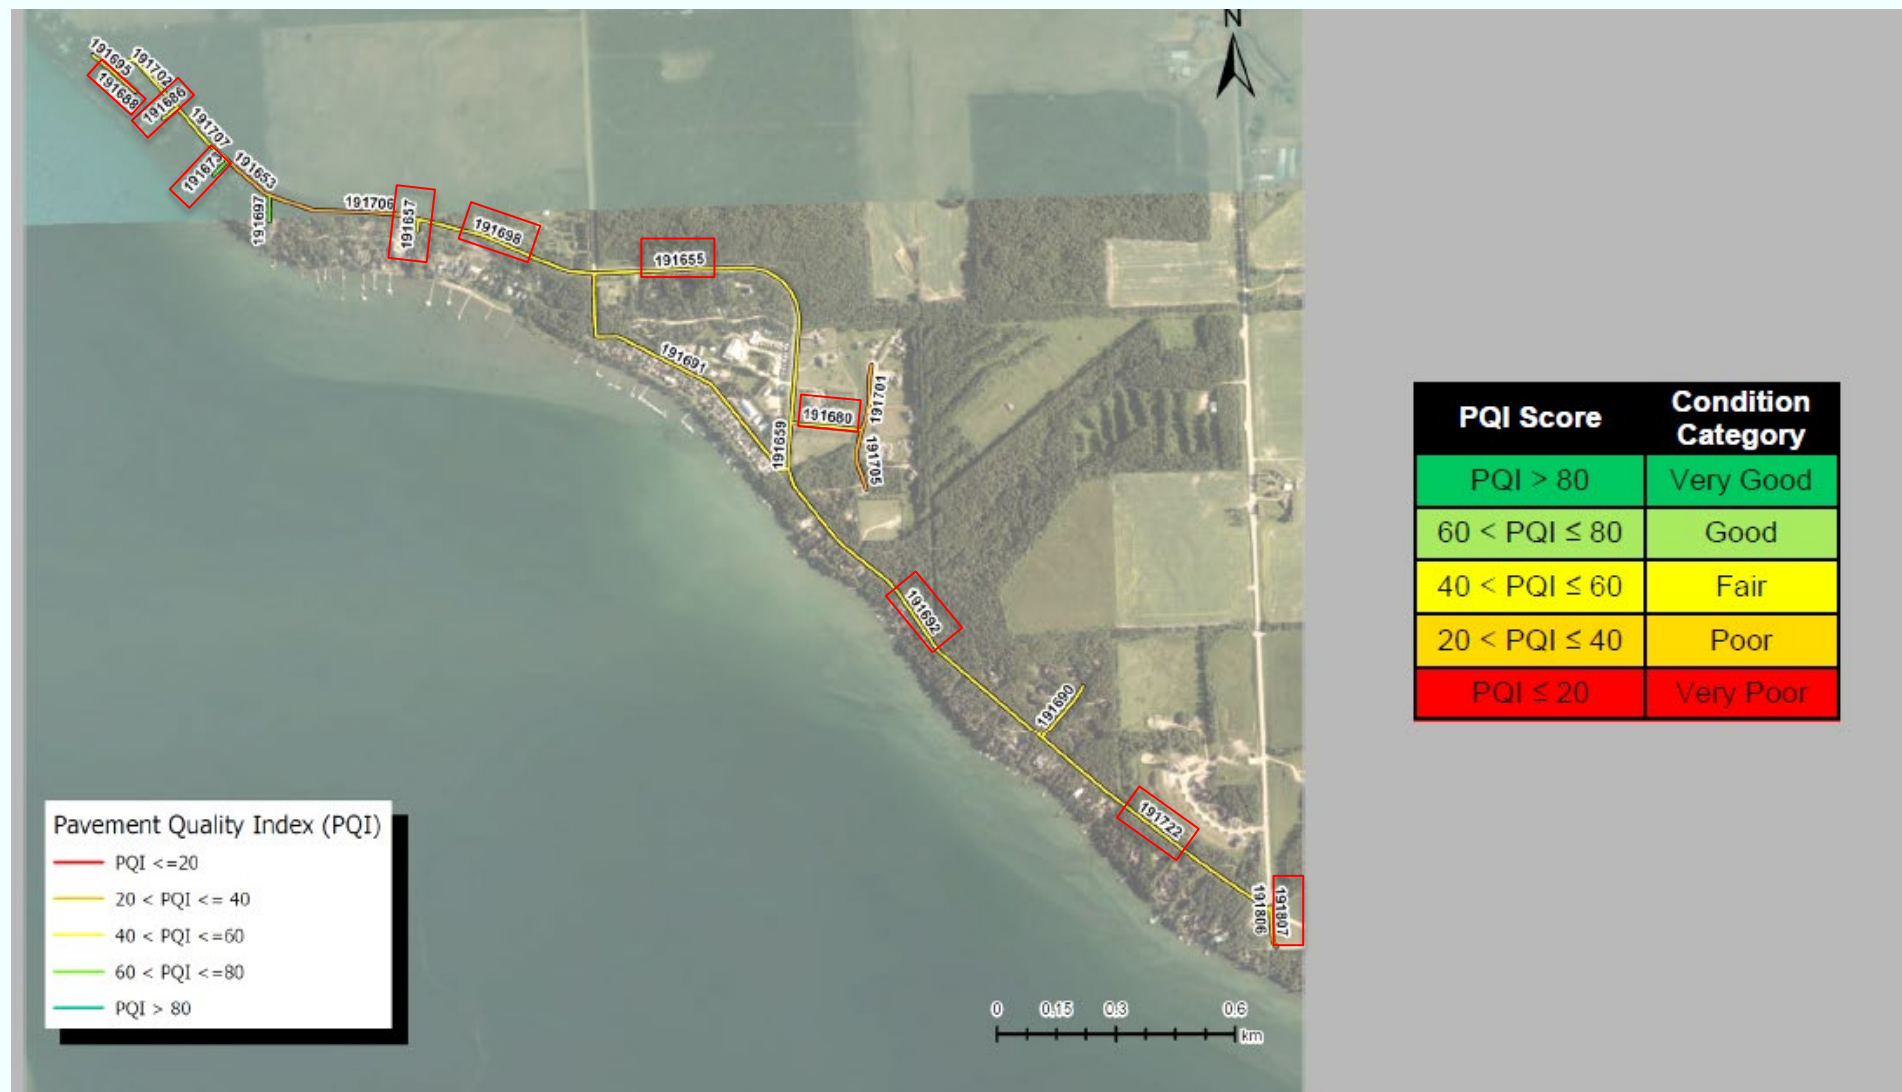 N
191695
191702
191688
191686
191707
191673
191653
191697
191706
191657
191698
191655
191691
191680
191701
191659
191705
191692
191690
191722
191806
191807
PQI Score Condition Category
PQI > 80 Very Good
60 < PQI ≤ 80 Good
40 < PQI ≤ 60 Fair
20 < PQI ≤ 40 Poor
PQI ≤ 20 Very Poor
Pavement Quality Index (PQI)
PQI <=20
20 < PQI <= 40
40 < PQI <=60
60 < PQI <=80
PQI > 80
0 0.15 0.3 0.6
km